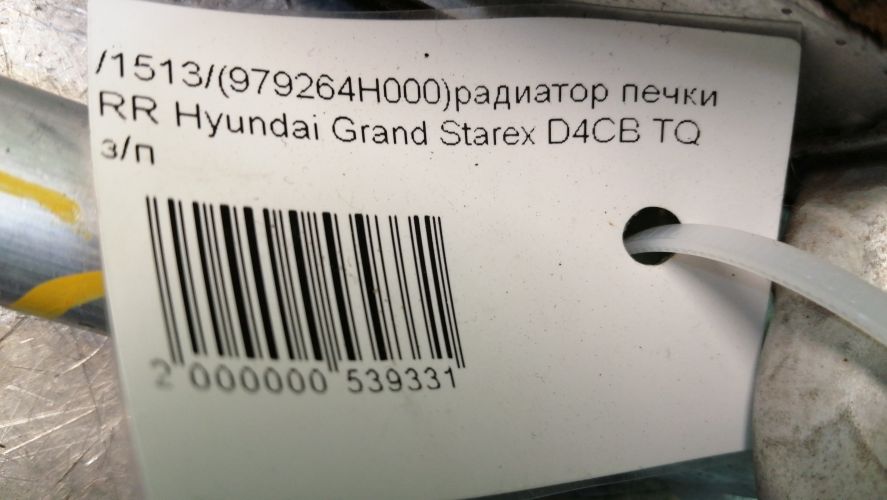 /1513/(979264H000)радиатор печки
RR Hyundai Grand Starex D4CB TQ
з/п
2 000000 539331